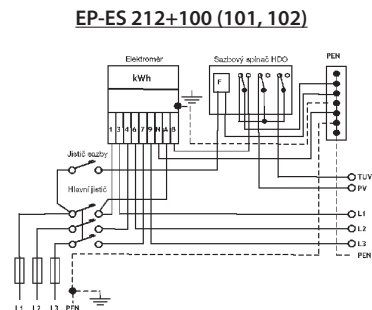 EP-ES 212+100 (101, 102)
Elektroměr
Sazbový spínač HDO
PEN
kWh
F
1 3 4 6 7 9 N A B
Jistič sazby
Hlavní jistič
TUV
PV
L1
L2
L3
PEN
L1 L2 L3 PEN